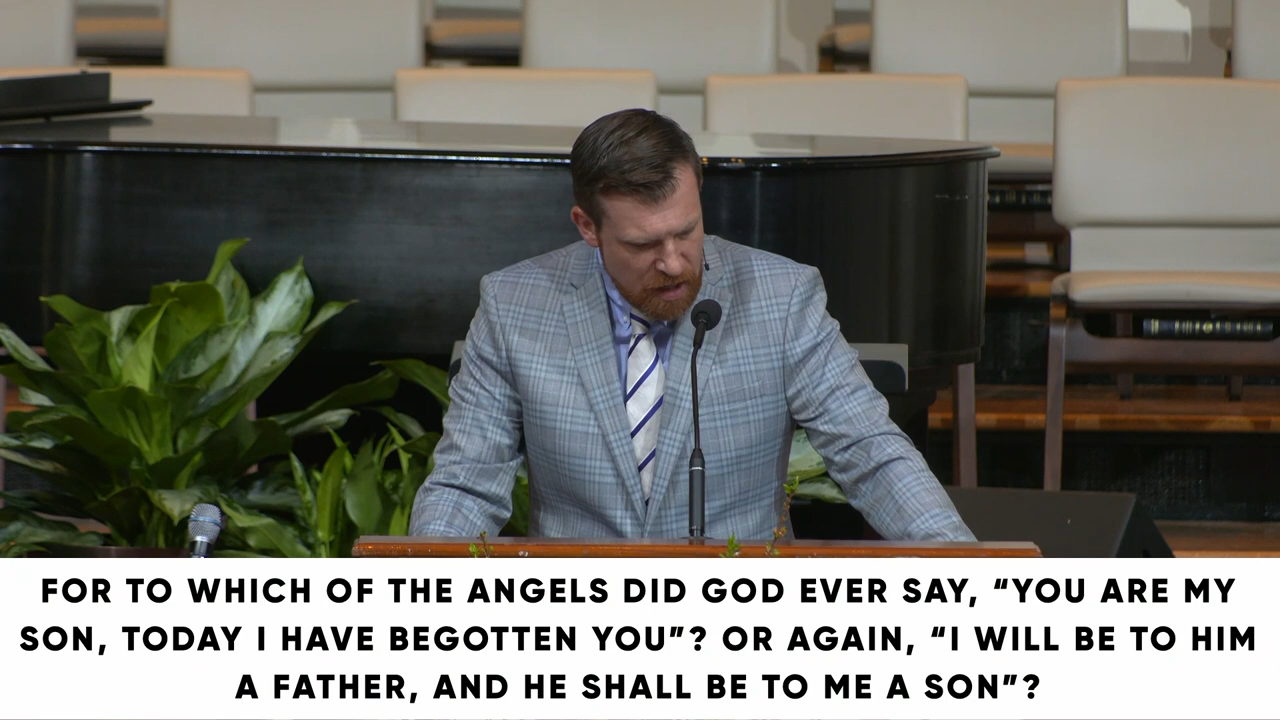 FOR TO WHICH OF THE ANGELS DID GOD EVER SAY, “YOU ARE MY
SON, TODAY I HAVE BEGOTTEN YOU”? OR AGAIN, “I WILL BE TO HIM
A FATHER, AND HE SHALL BE TO ME A SON”?